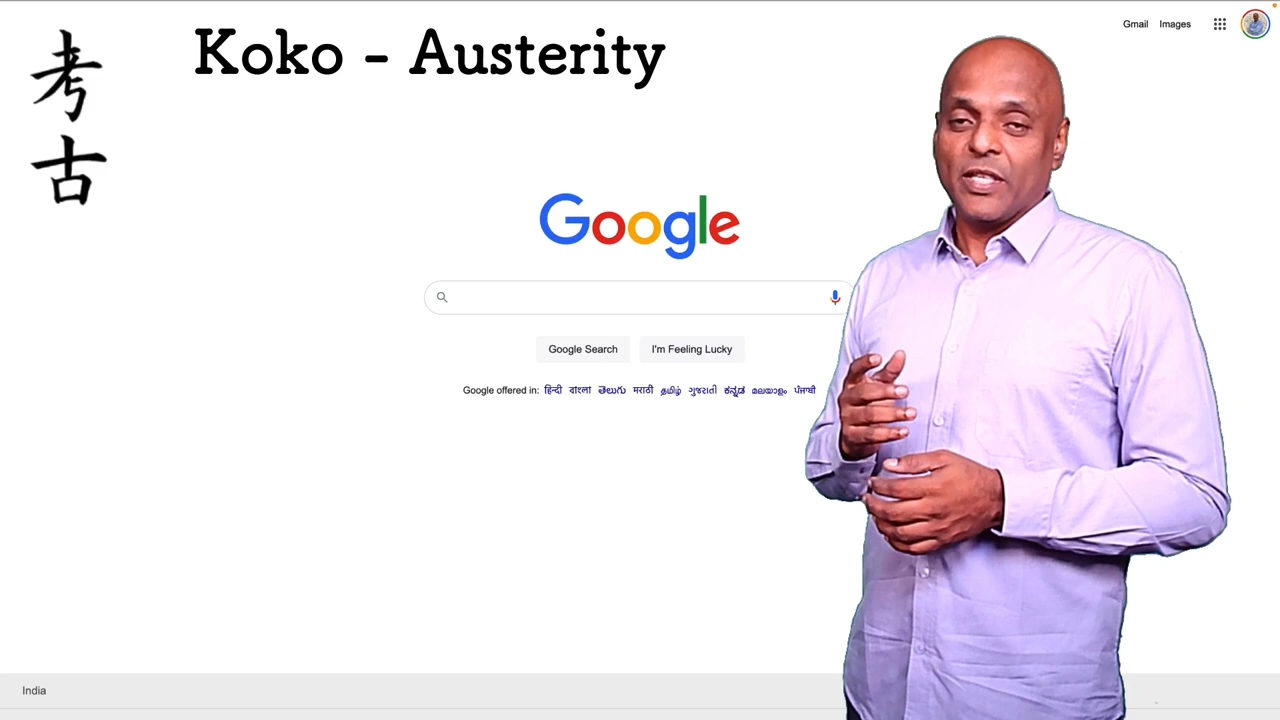 Gmail Images
Koko - Austerity
考
古
Google
Google Search I'm Feeling Lucky
Google offered in: हिन्दी বাংলা తెలుగు मराठी தமிழ் ગુજરાતી ಕನ್ನಡ മലയാളം ਪੰਜਾਬੀ
India